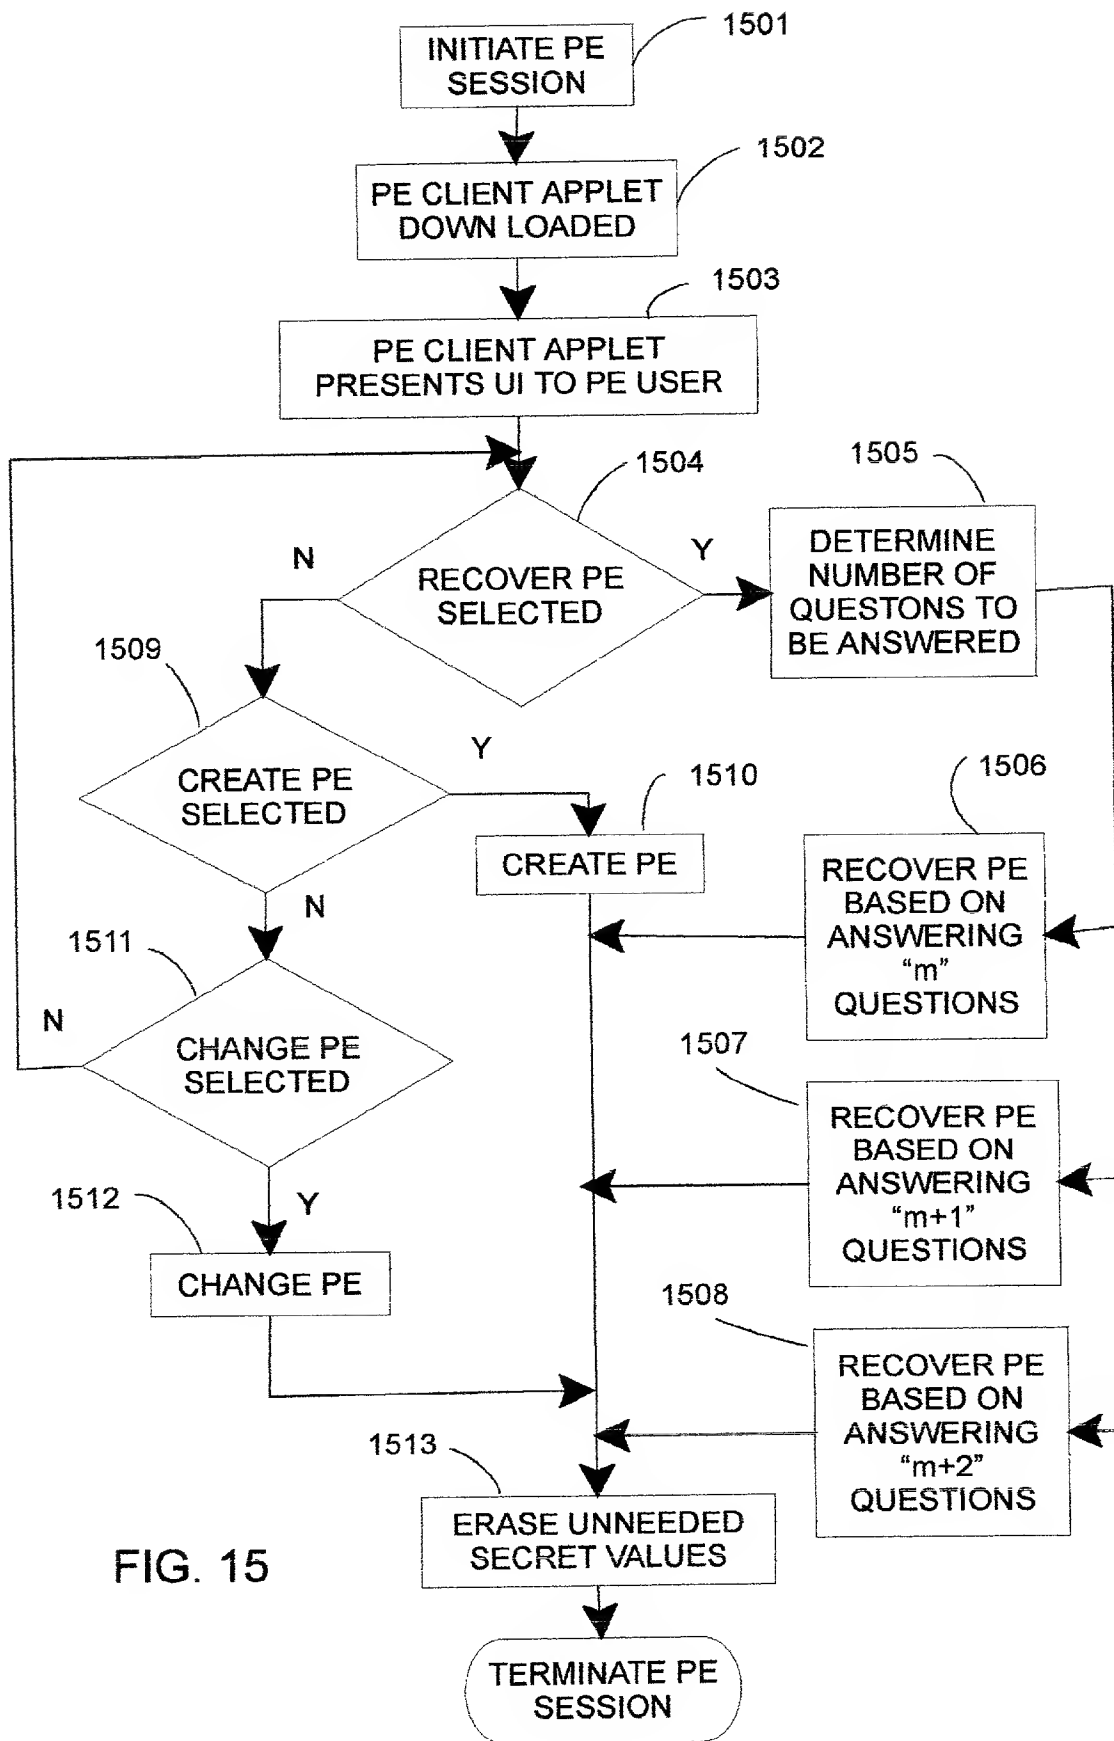 1501
INITIATE PE
SESSION
1502
PE CLIENT APPLET
DOWN LOADED
1503
PE CLIENT APPLET
PRESENTS UI TO PE USER
1504
RECOVER PE
SELECTED
N
Y
1505
DETERMINE
NUMBER OF
QUESTONS TO
BE ANSWERED
1509
CREATE PE
SELECTED
Y
N
1510
CREATE PE
1506
RECOVER PE
BASED ON
ANSWERING
“m”
QUESTIONS
1511
CHANGE PE
SELECTED
N
Y
1507
RECOVER PE
BASED ON
ANSWERING
“m+1”
QUESTIONS
1512
CHANGE PE
1508
RECOVER PE
BASED ON
ANSWERING
“m+2”
QUESTIONS
1513
ERASE UNNEEDED
SECRET VALUES
FIG. 15
TERMINATE PE
SESSION